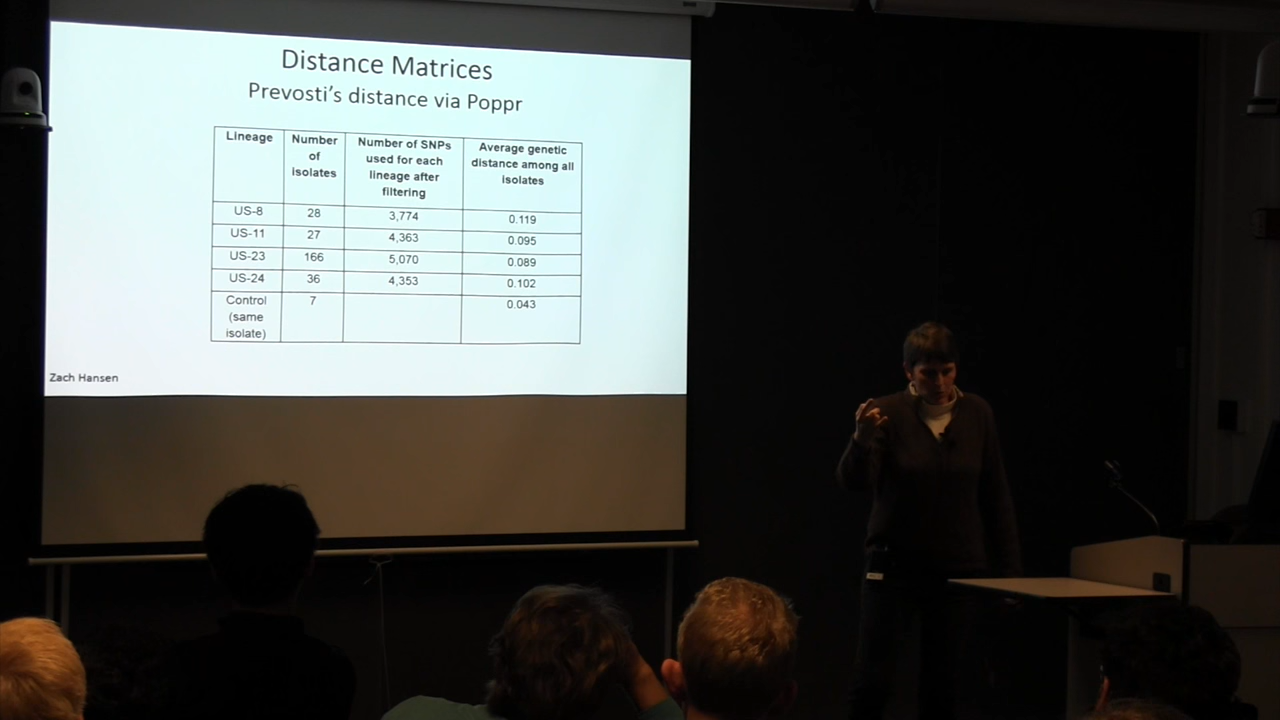 Distance Matrices
Prevosti's distance via Poppr
Lineage
Number
of
isolates
Number of SNPs
used for each
lineage after
filtering
Average genetic
distance among all
isolates
US-8 28 3,774 0.119
US-11 27 4,363 0.095
US-23 166 5,070 0.089
US-24 36 4,353 0.102
Control 7 0.043
(same
isolate)
Zach Hansen